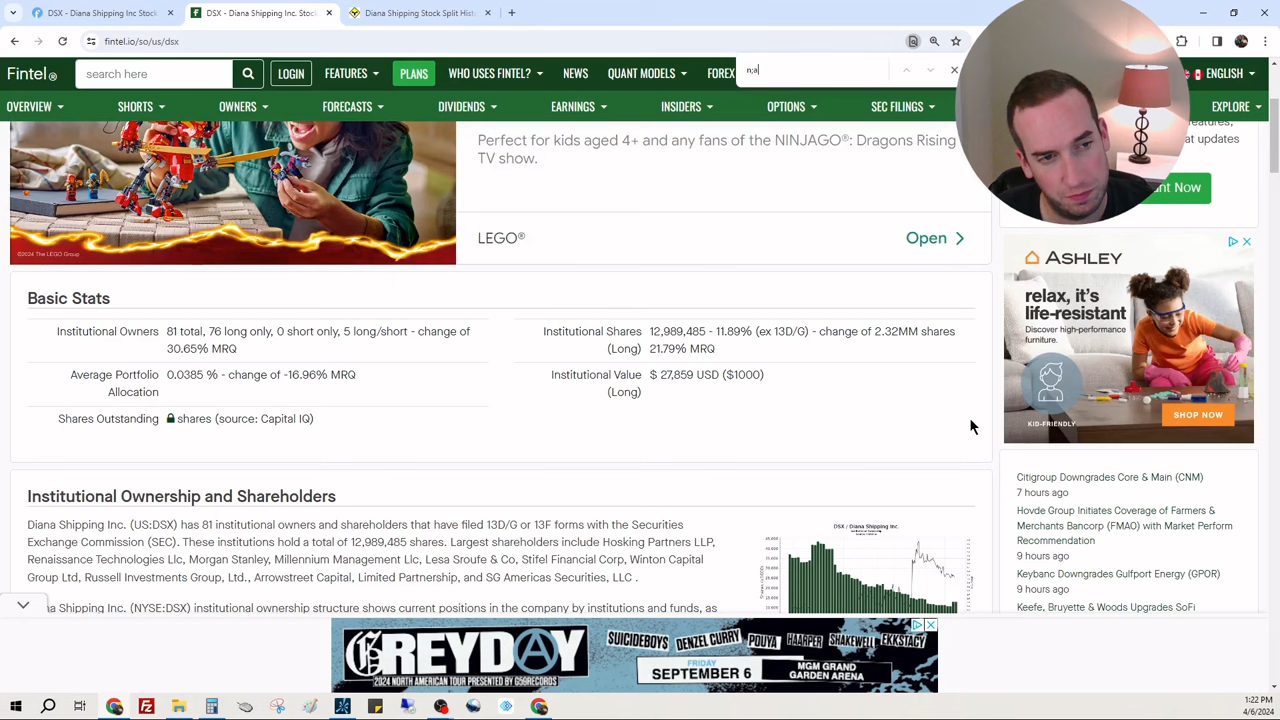 DSX - Diana Shipping Inc Stock
DSX - Diana Shipping Inc. Stock
Diana Shipping Stock Split Hist
fintel.io/so/us/dsx
Fintel
search here
LOGIN
FEATURES
PLANS
WHO USES FINTEL?
NEWS
QUANT MODELS
FOREX
n;a
ENGLISH
OVERVIEW
SHORTS
OWNERS
FORECASTS
DIVIDENDS
EARNINGS
INSIDERS
OPTIONS
SEC FILINGS
EXPLORE
Perfect for kids aged 4+ and any fans of the NINJAGO®: Dragons Rising
TV show.
LEGO®
Open
©2024 The LEGO Group
features,
that updates
Now
ASHLEY
relax, it's
life-resistant
Discover high-performance
furniture.
KID-FRIENDLY
SHOP NOW
Basic Stats
Institutional Owners 81 total, 76 long only, 0 short only, 5 long/short - change of
30.65% MRQ
Institutional Shares 12,989,485 - 11.89% (ex 13D/G) - change of 2.32MM shares
(Long) 21.79% MRQ
Average Portfolio 0.0385 % - change of -16.96% MRQ
Allocation
Institutional Value $ 27,859 USD ($1000)
(Long)
Shares Outstanding shares (source: Capital IQ)
Institutional Ownership and Shareholders
Diana Shipping Inc. (US:DSX) has 81 institutional owners and shareholders that have filed 13D/G or 13F forms with the Securities
Exchange Commission (SEC). These institutions hold a total of 12,989,485 shares. Largest shareholders include Hosking Partners LLP,
Renaissance Technologies Llc, Morgan Stanley, Millennium Management Llc, Lesa Sroufe & Co, Stifel Financial Corp, Winton Capital
Group Ltd, Russell Investments Group, Ltd., Arrowstreet Capital, Limited Partnership, and SG Americas Securities, LLC .
Shipping Inc. (NYSE:DSX) institutional ownership structure shows current positions in the company by institutions and funds, as
DSX / Diana Shipping Inc.
Citigroup Downgrades Core & Main (CNM)
7 hours ago
Hovde Group Initiates Coverage of Farmers &
Merchants Bancorp (FMAO) with Market Perform
Recommendation
9 hours ago
Keybanc Downgrades Gulfport Energy (GPOR)
9 hours ago
Keefe, Bruyette & Woods Upgrades SoFi
GREYDAY
2024 NORTH AMERICAN TOUR PRESENTED BY G59RECORDS
SUICIDEBOYS
DENZEL CURRY
POUYA
HAARPER
SHAKEWELL
EKKSTACY
FRIDAY
SEPTEMBER 6
MGM GRAND
GARDEN ARENA
1:22 PM
4/6/2024